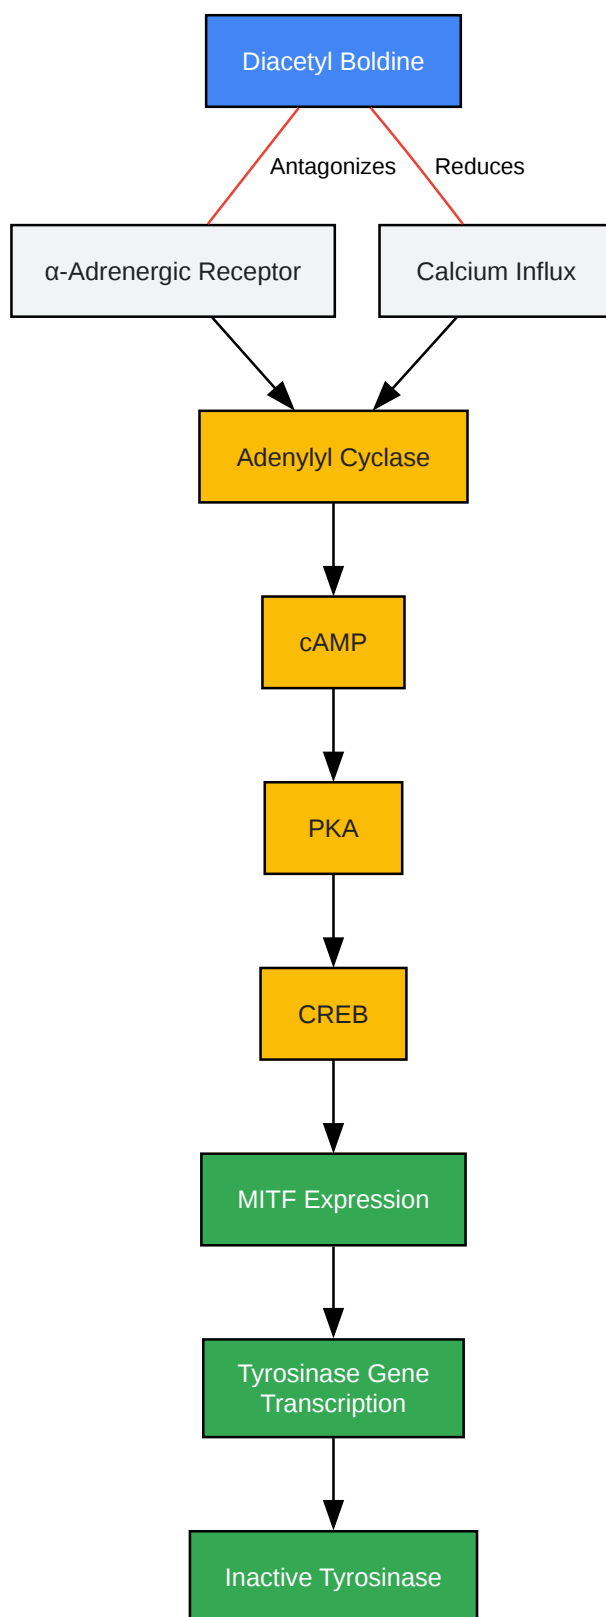 Diacetyl Boldine
Antagonizes
Reduces
α-Adrenergic Receptor
Calcium Influx
Adenylyl Cyclase
cAMP
PKA
CREB
MITF Expression
Tyrosinase Gene
Transcription
Inactive Tyrosinase